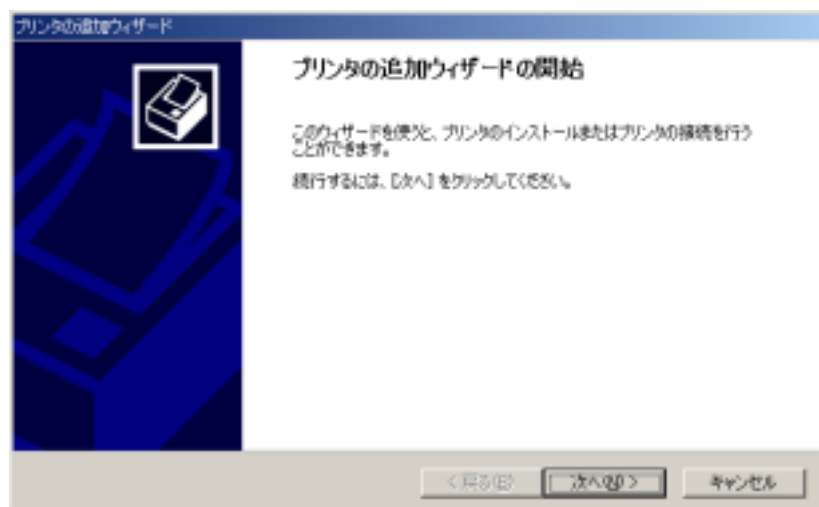 プリンタの追加ウィザード
プリンタの追加ウィザードの開始
このウィザードを使うと、プリンタのインストールまたはプリンタの接続を行う
ことができます。
続行するには、[次へ] をクリックしてください。
< 戻る(B)
次へ(N) >
キャンセル